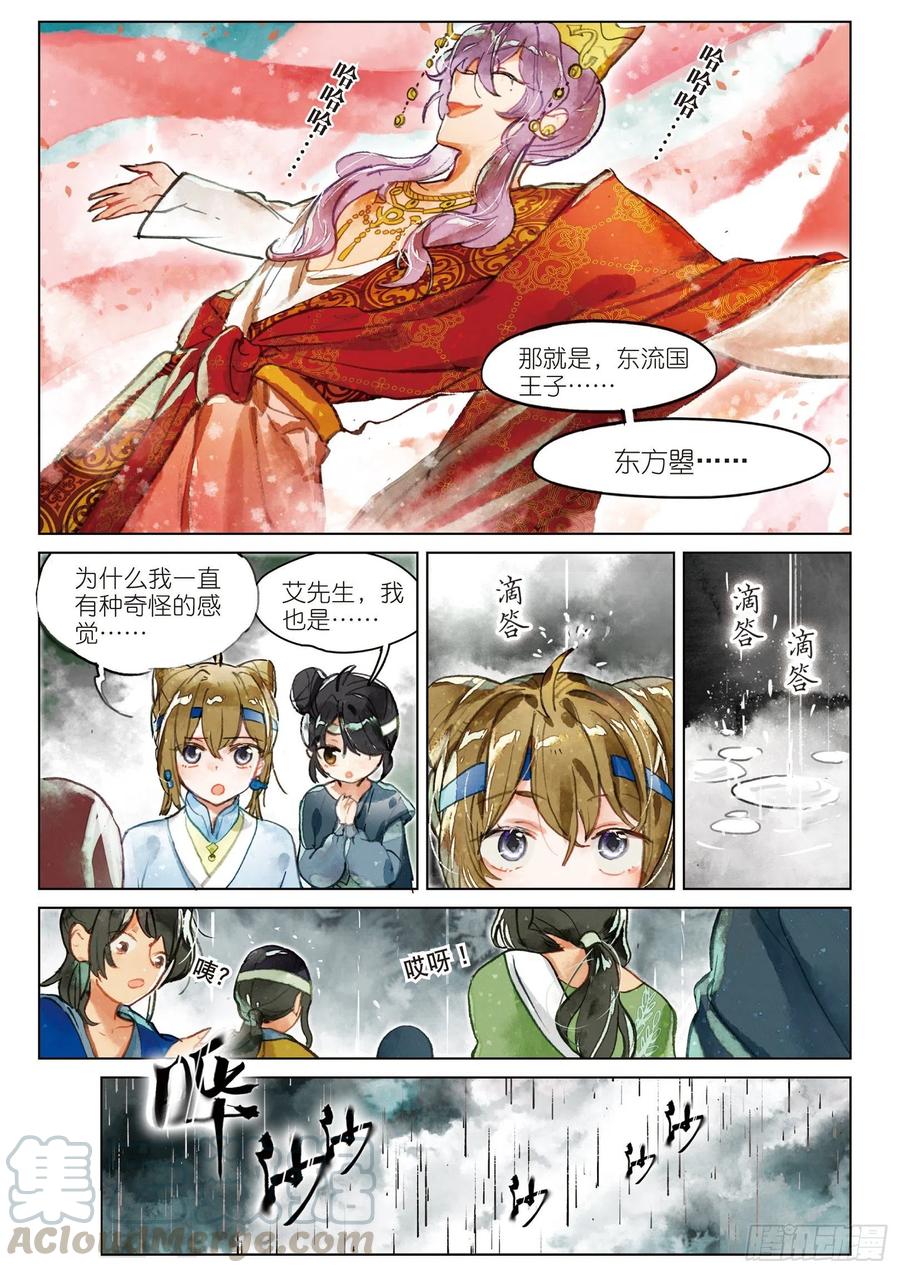 哈哈哈……
哈哈哈……
那就是，东流国
王子……
东方曌……
为什么我一直
有种奇怪的感
觉……
艾先生，我
也是……
滴答
滴答
滴答
咦？
哎呀！
哗
沙沙
沙沙沙
集
AcloudMerge.com
腾讯动漫